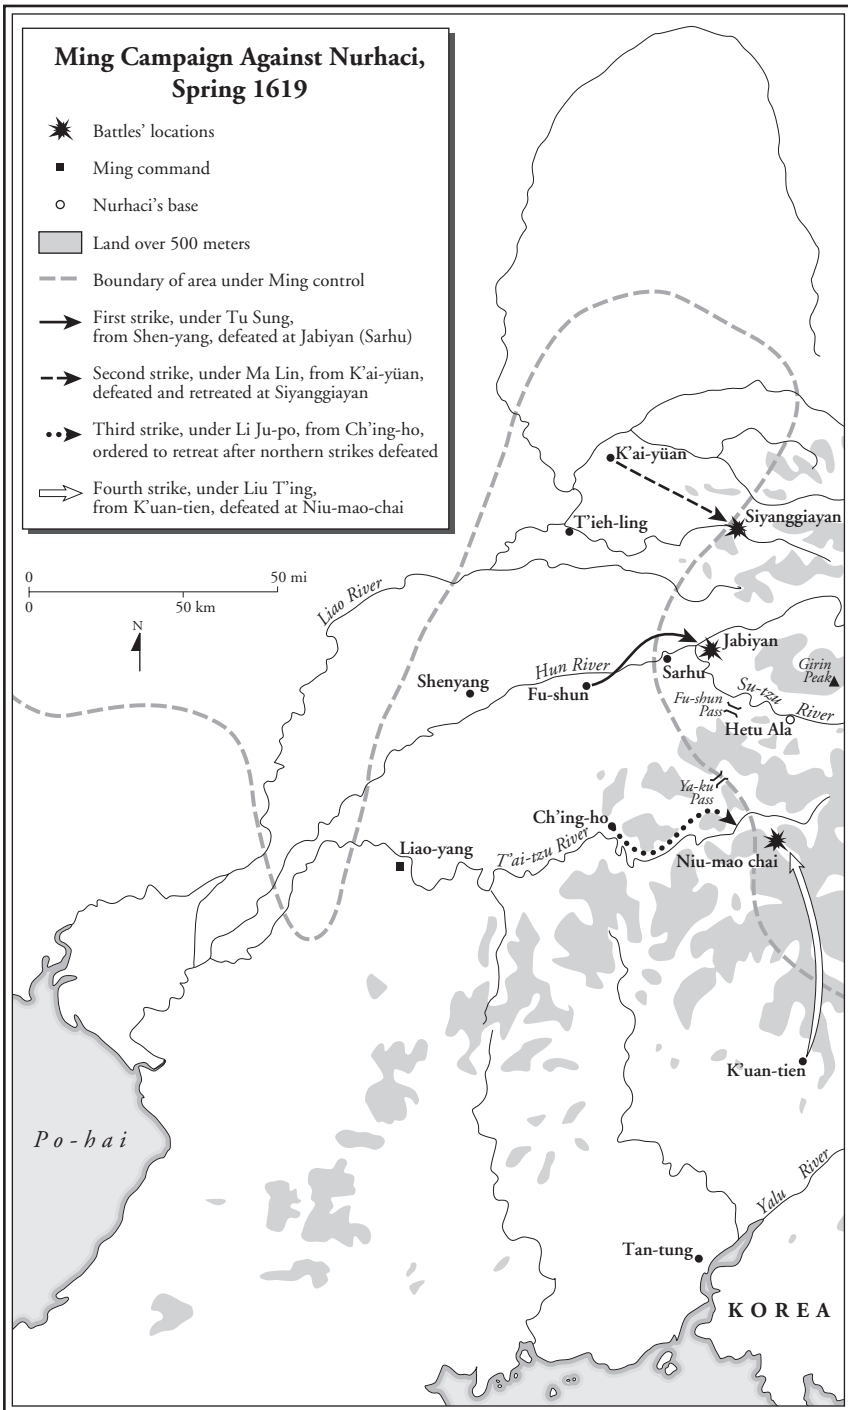 Ming Campaign Against Nurhaci,
Spring 1619
Battles’ locations
Ming command
Nurhaci’s base
Land over 500 meters
Boundary of area under Ming control
First strike, under Tu Sung,
from Shen-yang, defeated at Jabiyan (Sarhu)
Second strike, under Ma Lin, from K’ai-yüan,
defeated and retreated at Siyanggiayan
Third strike, under Li Ju-po, from Ch’ing-ho,
ordered to retreat after northern strikes defeated
Fourth strike, under Liu T’ing,
from K’uan-tien, defeated at Niu-mao-chai
K’ai-yüan
Siyanggiayan
T’ieh-ling
0
50 mi
0
50 km
N
Liao River
Jabiyan
Hun River
Sarhu
Girin
Peak
Shenyang
Fu-shun
Su-tzu
River
Fu-shun
Pass
Hetu Ala
Ya-ku
Pass
Ch’ing-ho
Liao-yang
T’ai-tzu River
Niu-mao chai
K’uan-tien
Po-hai
Yalu River
Tan-tung
KOREA